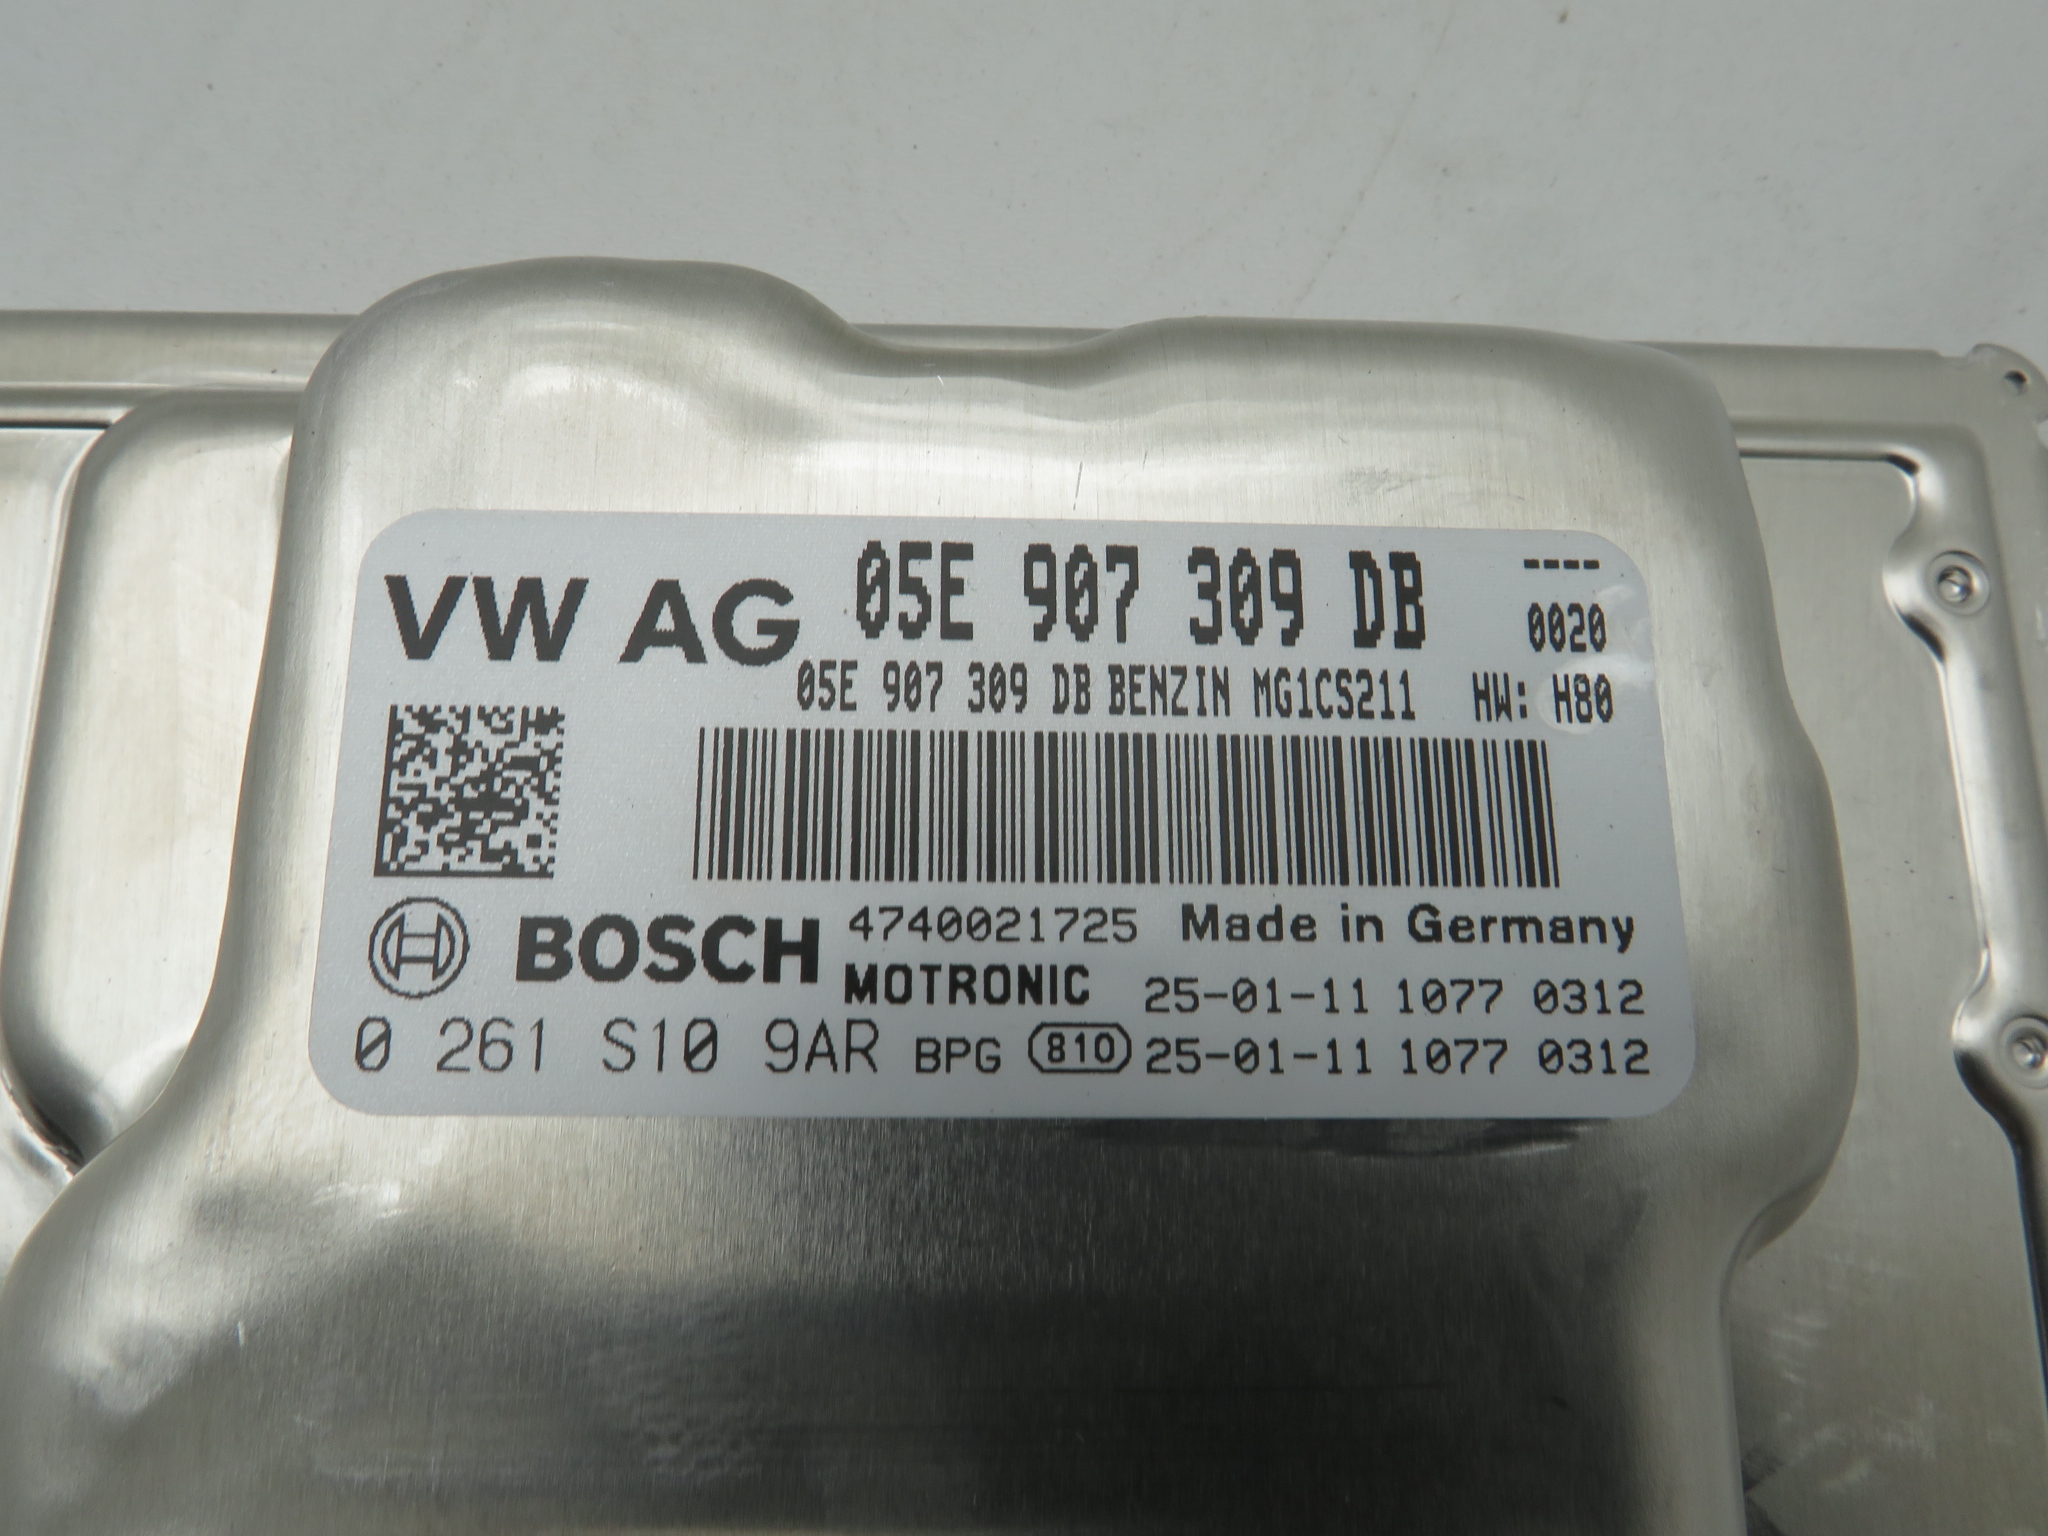 VW AG 05E 907 309 DB ----
0020
05E 907 309 DB BENZIN MG1CS211 HW: H80
BOSCH 4740021725 Made in Germany
MOTRONIC 25-01-11 1077 0312
0 261 S10 9AR BPG 810 25-01-11 1077 0312